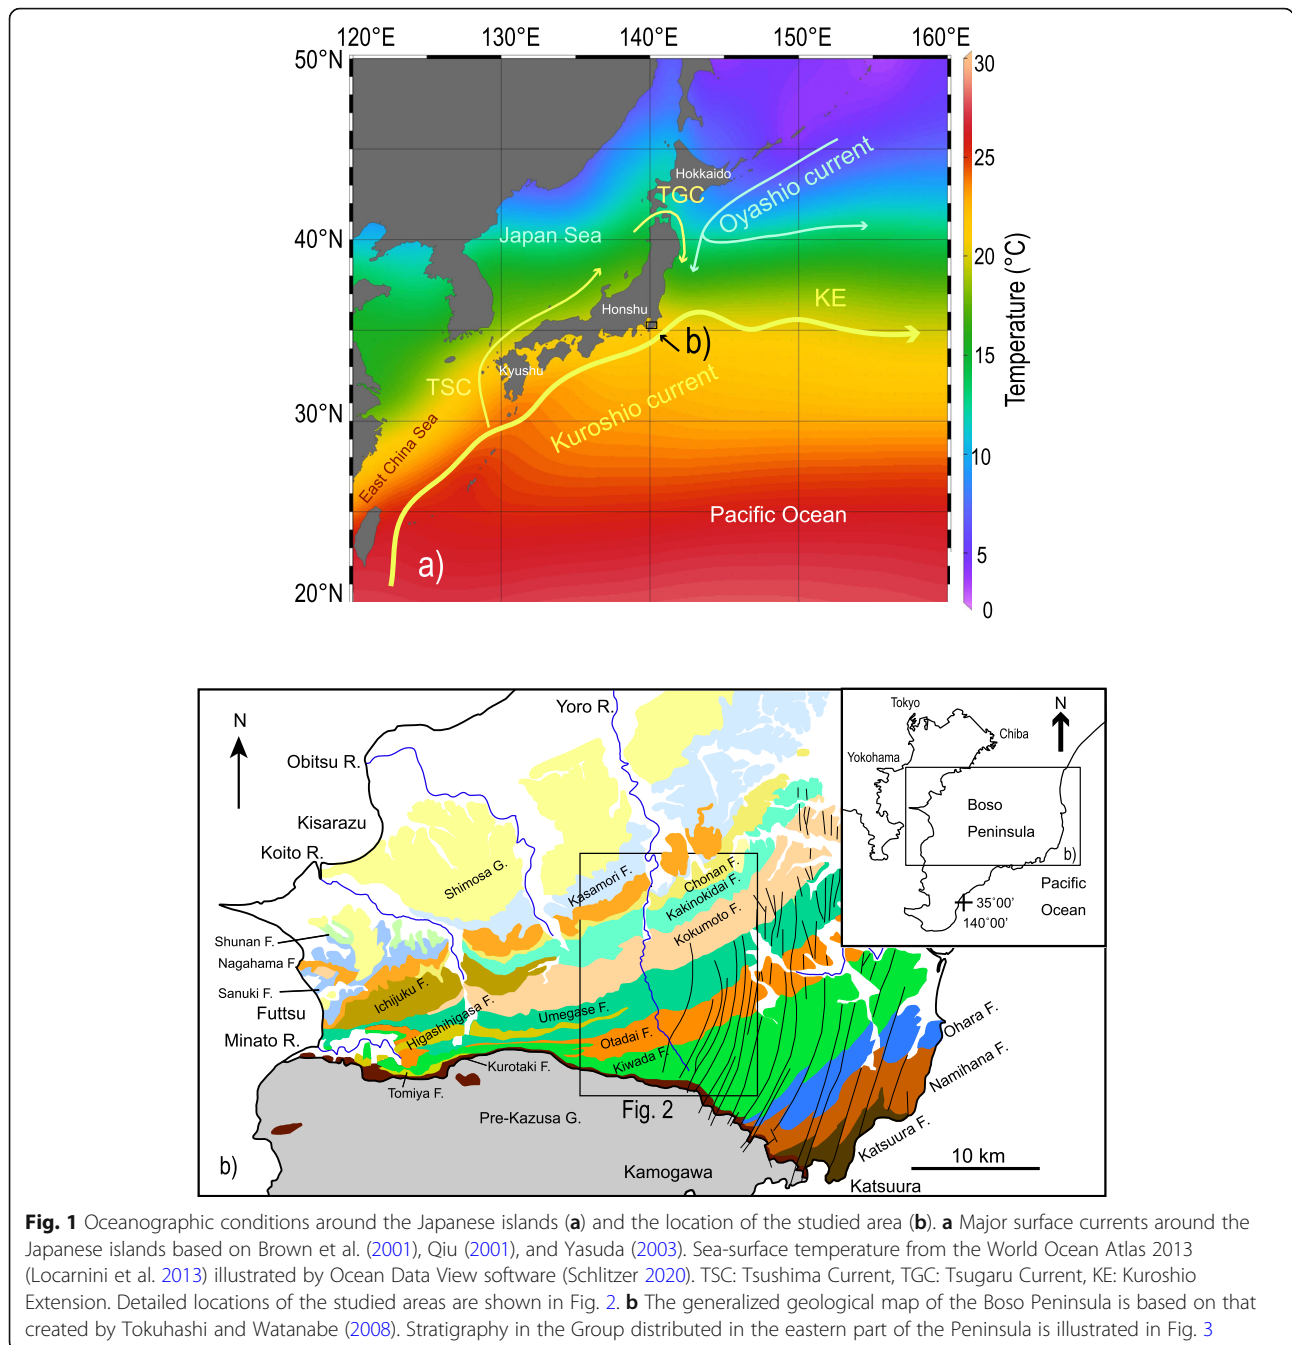 120°E 130°E 140°E 150°E 160°E
50°N
40°N
30°N
20°N
30
25
20
15
10
5
0
Temperature (°C)
Hokkaido
TGC
Oyashio current
Japan Sea
KE
Honshu
b)
Kyushu
TSC
Kuroshio current
East China Sea
Pacific Ocean
a)
N
Yoro R.
Obitsu R.
Kisarazu
Koito R.
Shimosa G.
Kasamori F.
Chonan F.
Kakinokidai F.
Kokumoto F.
Shunan F.
Nagahama F.
Sanuki F.
Ichijuku F.
Futtsu
Higashihigasa F.
Umegase F.
Minato R.
Otadai F.
Kiwada F.
Kurotaki F.
Tomiya F.
Ohara F.
Namihana F.
Katsuura F.
Pre-Kazusa G.
Fig. 2
Kamogawa
Katsuura
10 km
b)
Tokyo
N
Chiba
Yokohama
Boso
Peninsula
b)
Pacific
Ocean
35°00'
140°00'
Fig. 1 Oceanographic conditions around the Japanese islands (a) and the location of the studied area (b). a Major surface currents around the
Japanese islands based on Brown et al. (2001), Qiu (2001), and Yasuda (2003). Sea-surface temperature from the World Ocean Atlas 2013
(Locarnini et al. 2013) illustrated by Ocean Data View software (Schlitzer 2020). TSC: Tsushima Current, TGC: Tsugaru Current, KE: Kuroshio
Extension. Detailed locations of the studied areas are shown in Fig. 2. b The generalized geological map of the Boso Peninsula is based on that
created by Tokuhashi and Watanabe (2008). Stratigraphy in the Group distributed in the eastern part of the Peninsula is illustrated in Fig. 3